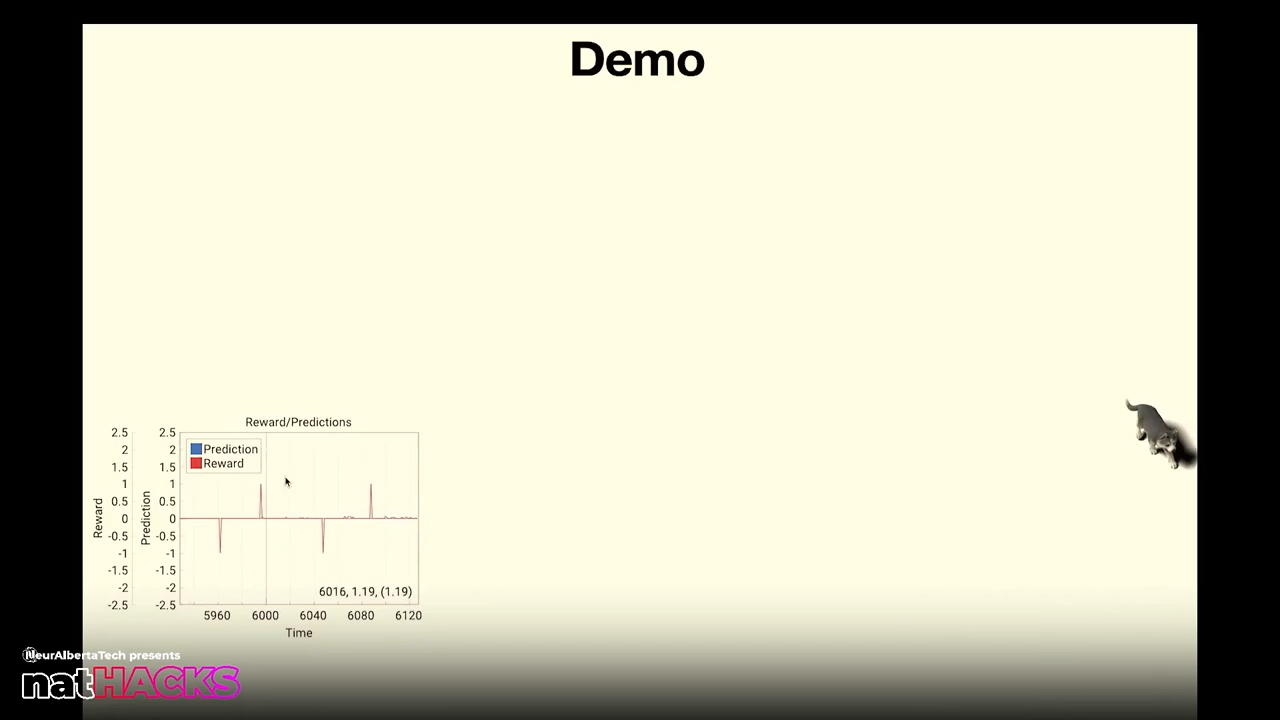 Demo
Reward/Predictions
Prediction
Reward
Reward
2.5
2
1.5
1
0.5
0
-0.5
-1
-1.5
-2
-2.5
Prediction
2.5
2
1.5
1
0.5
0
-0.5
-1
-1.5
-2
-2.5
6016, 1.19, (1.19)
5960 6000 6040 6080 6120
Time
NeurAlbertaTech presents
natHACKS